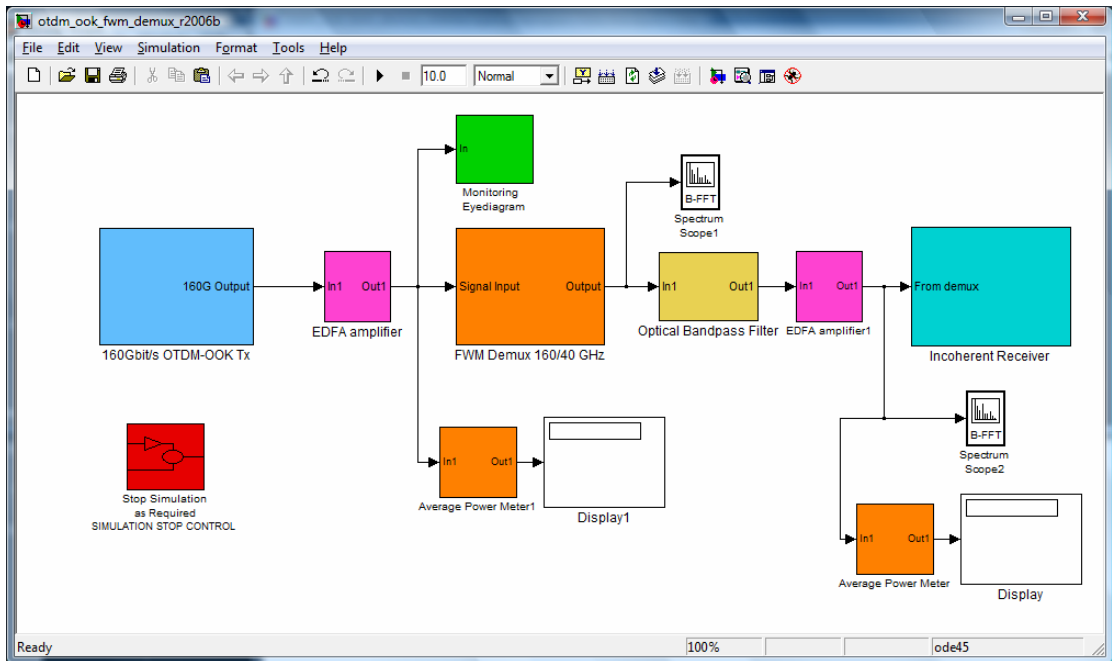 otdm_ook_fwm_demux_r2006b
File Edit View Simulation Format Tools Help
10.0 Normal
In
Monitoring
Eyediagram
B-FFT
Spectrum
Scope1
160G Output
160Gbit/s OTDM-OOK Tx
In1 Out1
EDFA amplifier
Signal Input Output
FWM Demux 160/40 GHz
In1 Out1
Optical Bandpass Filter
In1 Out1
EDFA amplifier1
From demux
Incoherent Receiver
Stop Simulation
as Required
SIMULATION STOP CONTROL
In1 Out1
Average Power Meter1
Display1
B-FFT
Spectrum
Scope2
In1 Out1
Average Power Meter
Display
Ready 100% ode45